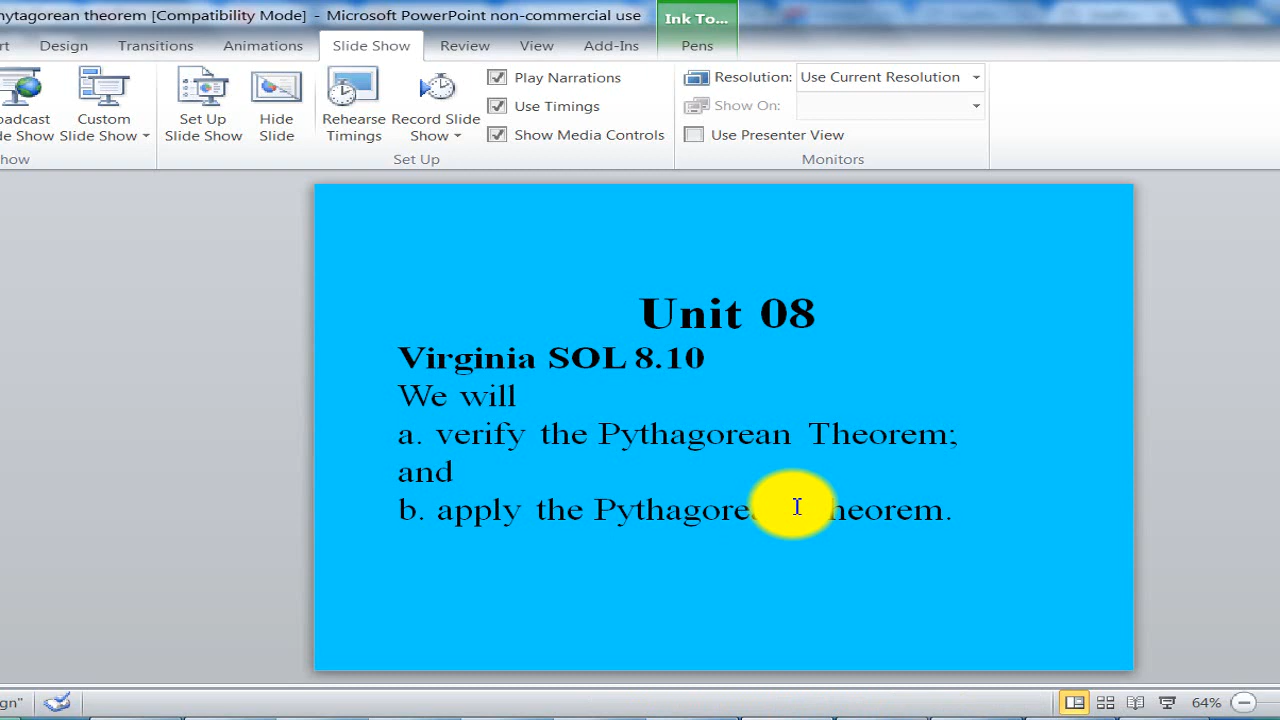 hytagorean theorem [Compatibility Mode] - Microsoft PowerPoint non-commercial use
Ink To...
rt Design Transitions Animations Slide Show Review View Add-Ins Pens
oadcast Custom Set Up Hide Rehearse Record Slide
de Show Slide Show Slide Show Slide Timings Show
Play Narrations
Use Timings
Show Media Controls
Resolution: Use Current Resolution
Show On:
Use Presenter View
how Set Up Monitors
Unit 08
Virginia SOL 8.10
We will
a. verify the Pythagorean Theorem;
and
b. apply the Pythagorean Theorem.
gn" 64%